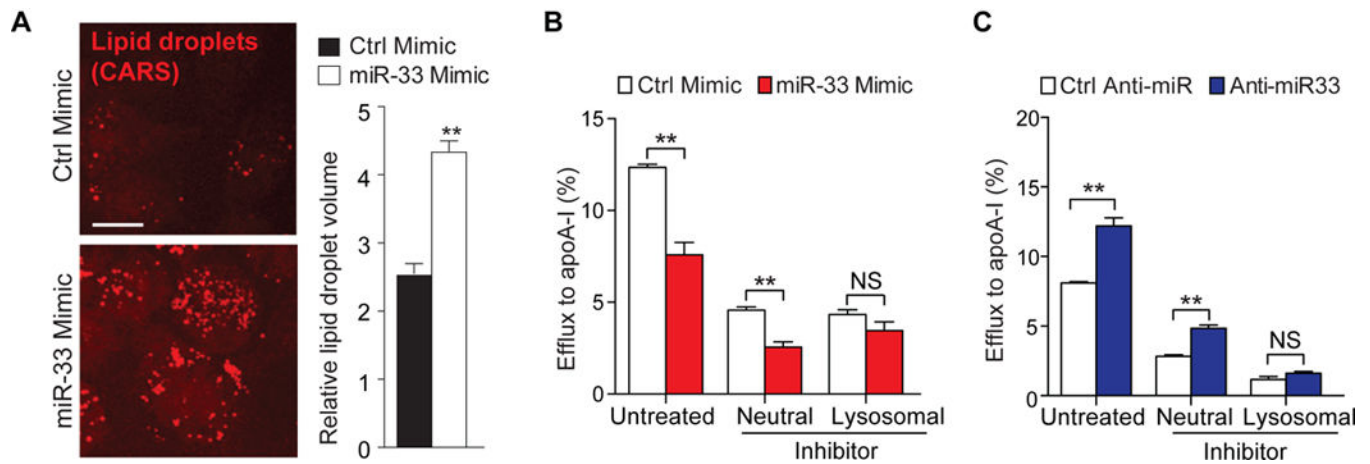 A
Lipid droplets
(CARS)
Ctrl Mimic
miR-33 Mimic
Ctrl Mimic
miR-33 Mimic
Relative lipid droplet volume
5
4
3
2
1
0
**
B
Ctrl Mimic
miR-33 Mimic
Efflux to apoA-I (%)
15
10
5
0
**
**
NS
Untreated Neutral Lysosomal
Inhibitor
C
Ctrl Anti-miR
Anti-miR33
Efflux to apoA-I (%)
20
15
10
5
0
**
**
NS
Untreated Neutral Lysosomal
Inhibitor